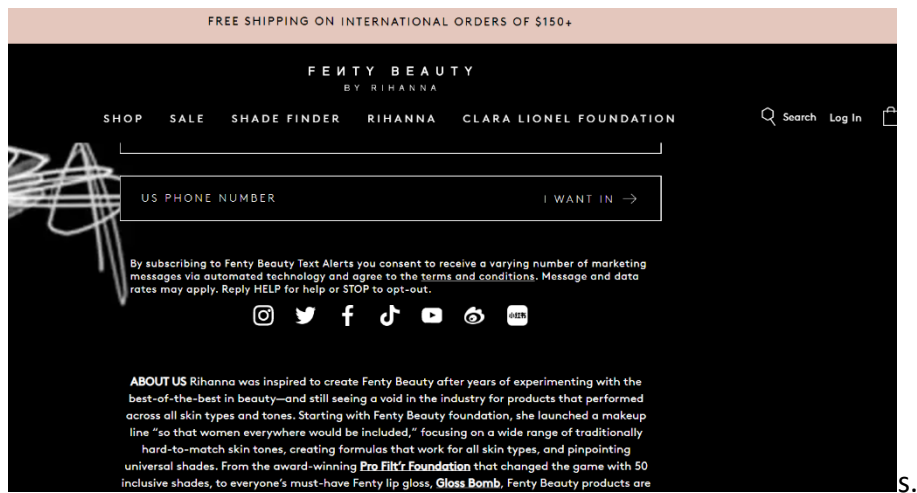 FREE SHIPPING ON INTERNATIONAL ORDERS OF $150+
FEИTY BEAUTY
BY RIHANNA
SHOP SALE SHADE FINDER RIHANNA CLARA LIONEL FOUNDATION Search Log In
US PHONE NUMBER I WANT IN →
By subscribing to Fenty Beauty Text Alerts you consent to receive a varying number of marketing
messages via automated technology and agree to the terms and conditions. Message and data
rates may apply. Reply HELP for help or STOP to opt-out.
小红书
ABOUT US Rihanna was inspired to create Fenty Beauty after years of experimenting with the
best-of-the-best in beauty—and still seeing a void in the industry for products that performed
across all skin types and tones. Starting with Fenty Beauty foundation, she launched a makeup
line “so that women everywhere would be included,” focusing on a wide range of traditionally
hard-to-match skin tones, creating formulas that work for all skin types, and pinpointing
universal shades. From the award-winning Pro Filt'r Foundation that changed the game with 50
inclusive shades, to everyone's must-have Fenty lip gloss, Gloss Bomb, Fenty Beauty products are
s.